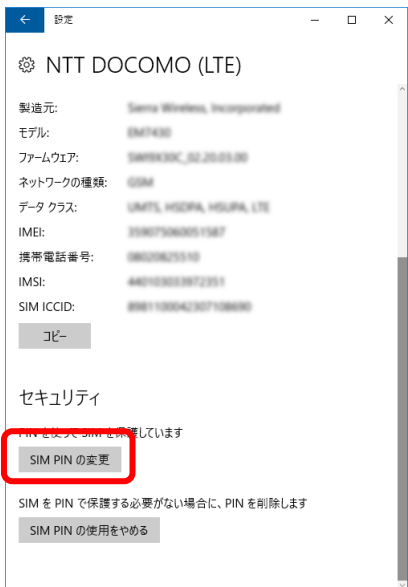 設定
NTT DOCOMO (LTE)
製造元:
モデル:
ファームウェア:
ネットワークの種類:
データ クラス:
IMEI:
携帯電話番号:
IMSI:
SIM ICCID:
コピー
セキュリティ
PIN を使って SIM を保護しています
SIM PIN の変更
SIM を PIN で保護する必要がない場合に、PIN を削除します
SIM PIN の使用をやめる